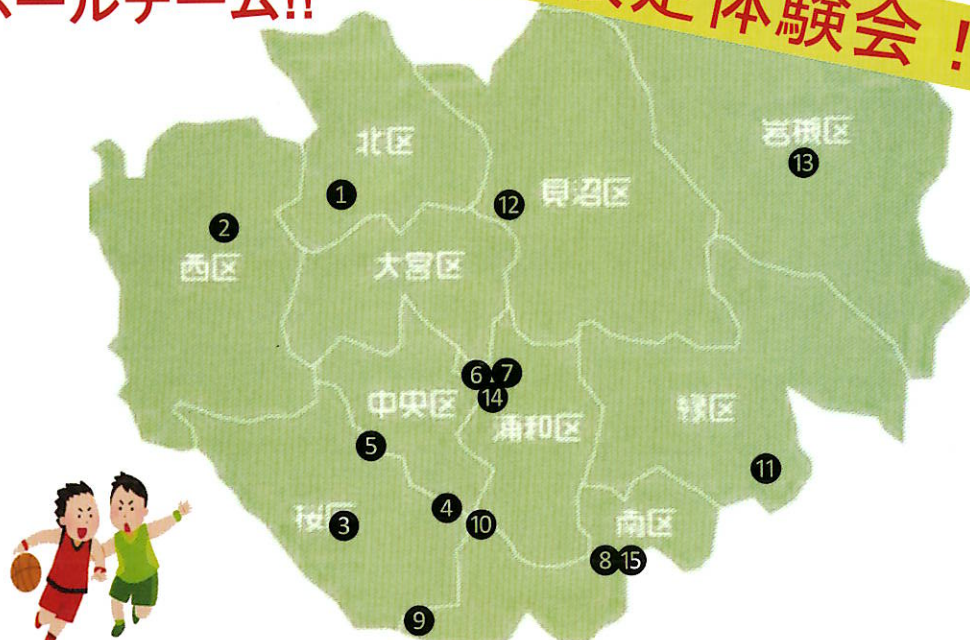 ールチーム!!
体験会！
北区
岩槻区
13
見沼区
1
12
2
西区
大宮区
6
7
14
中央区
緑区
浦和区
5
11
4
桜区
3
10
南区
8
15
9